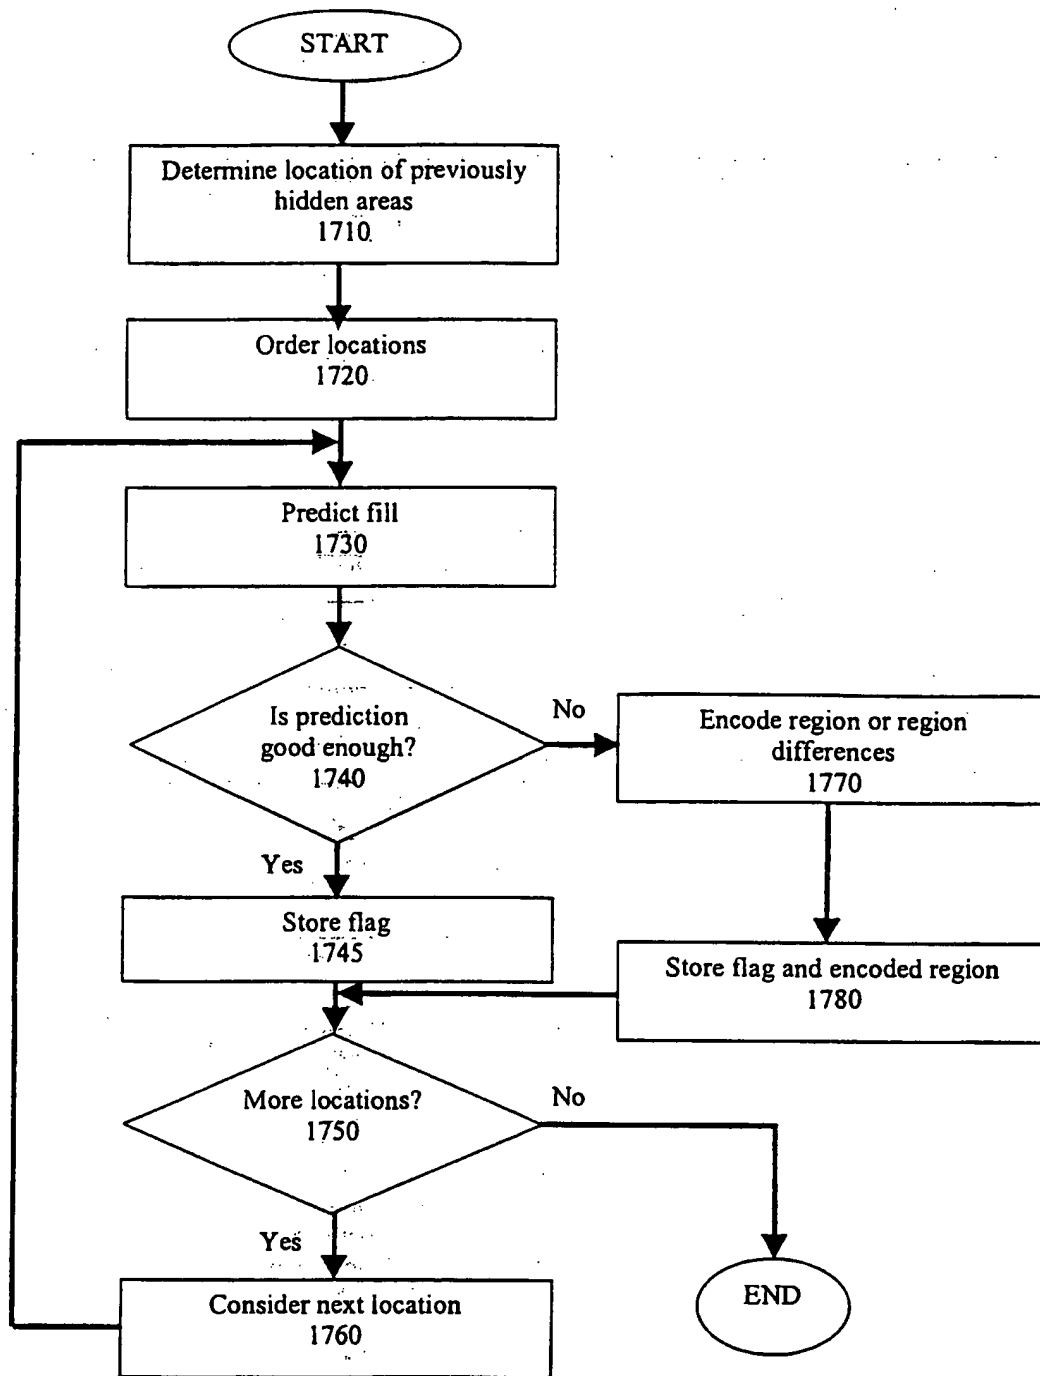 START
Determine location of previously
hidden areas
1710
Order locations
1720
Predict fill
1730
Is prediction
good enough?
1740
No
Encode region or region
differences
1770
Yes
Store flag
1745
Store flag and encoded region
1780
More locations?
1750
No
Yes
Consider next location
1760
END